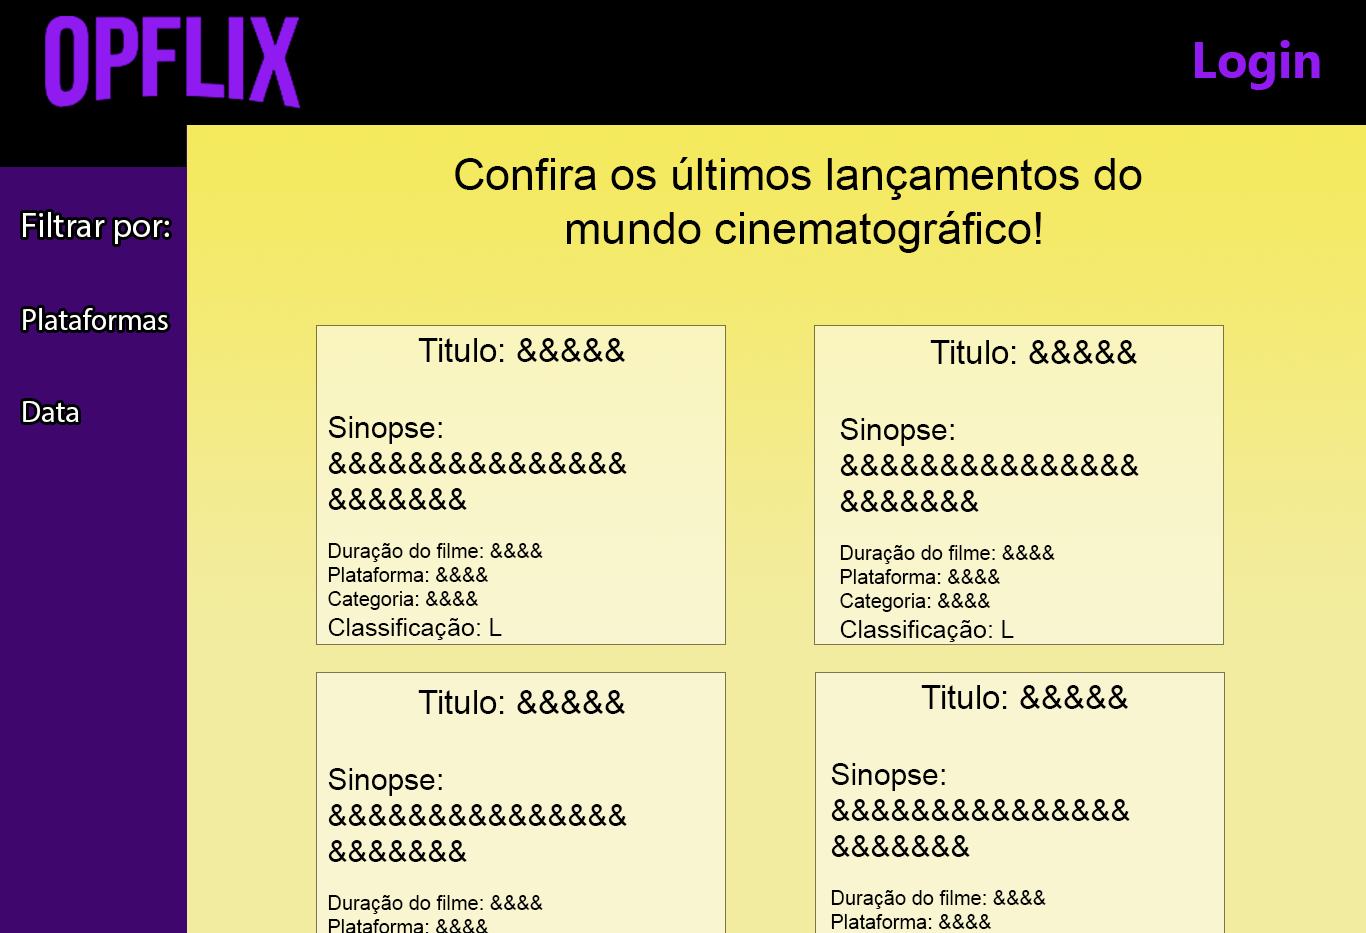 OPFLIX
Login
Filtrar por:
Plataformas
Data
Confira os últimos lançamentos do
mundo cinematográfico!
Titulo: &&&&&
Sinopse:
&&&&&&&&&&&&&&&
&&&&&&&
Duração do filme: &&&&
Plataforma: &&&&
Categoria: &&&&
Classificação: L
Titulo: &&&&&
Sinopse:
&&&&&&&&&&&&&&&
&&&&&&&
Duração do filme: &&&&
Plataforma: &&&&
Categoria: &&&&
Classificação: L
Titulo: &&&&&
Sinopse:
&&&&&&&&&&&&&&&
&&&&&&&
Duração do filme: &&&&
Plataforma: &&&&
Titulo: &&&&&
Sinopse:
&&&&&&&&&&&&&&&
&&&&&&&
Duração do filme: &&&&
Plataforma: &&&&